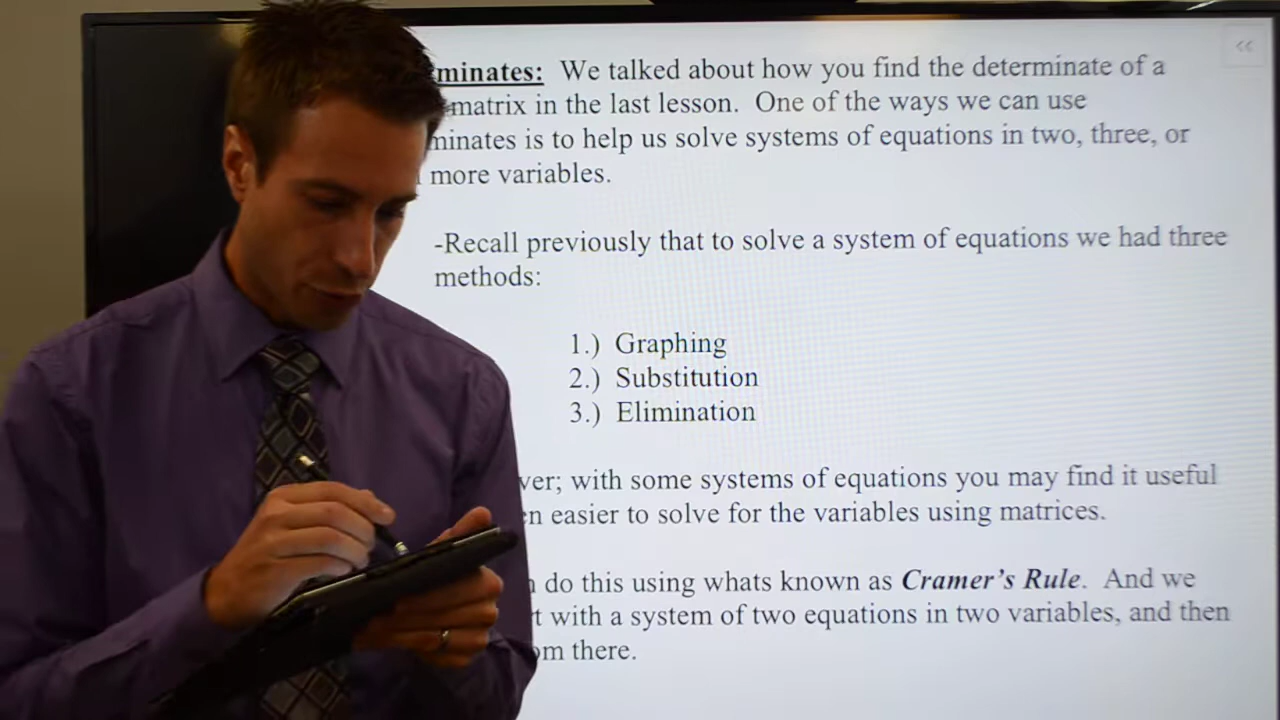 minates: We talked about how you find the determinate of a
matrix in the last lesson. One of the ways we can use
minates is to help us solve systems of equations in two, three, or
more variables.
-Recall previously that to solve a system of equations we had three
methods:
1.) Graphing
2.) Substitution
3.) Elimination
ver; with some systems of equations you may find it useful
en easier to solve for the variables using matrices.
do this using whats known as Cramer's Rule. And we
t with a system of two equations in two variables, and then
om there.